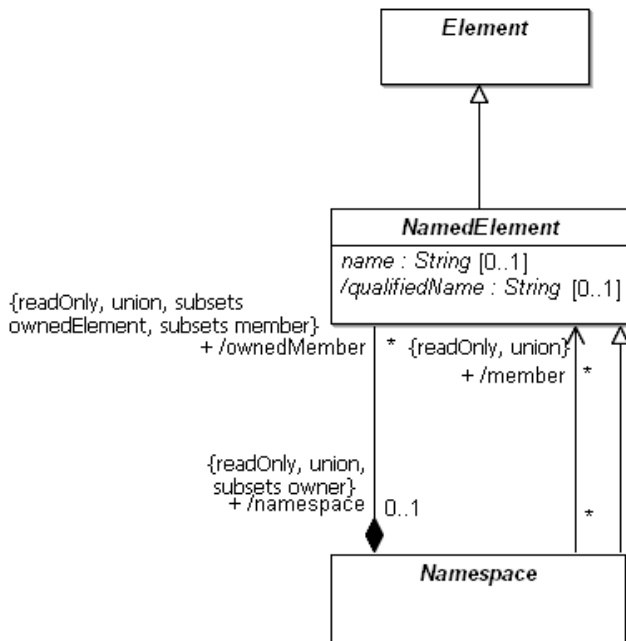 Element
NamedElement
name : String [0..1]
/qualifiedName : String [0..1]
{readOnly, union, subsets
ownedElement, subsets member}
+ /ownedMember
*
{readOnly, union}
+ /member
*
{readOnly, union,
subsets owner}
+ /namespace
0..1
*
Namespace